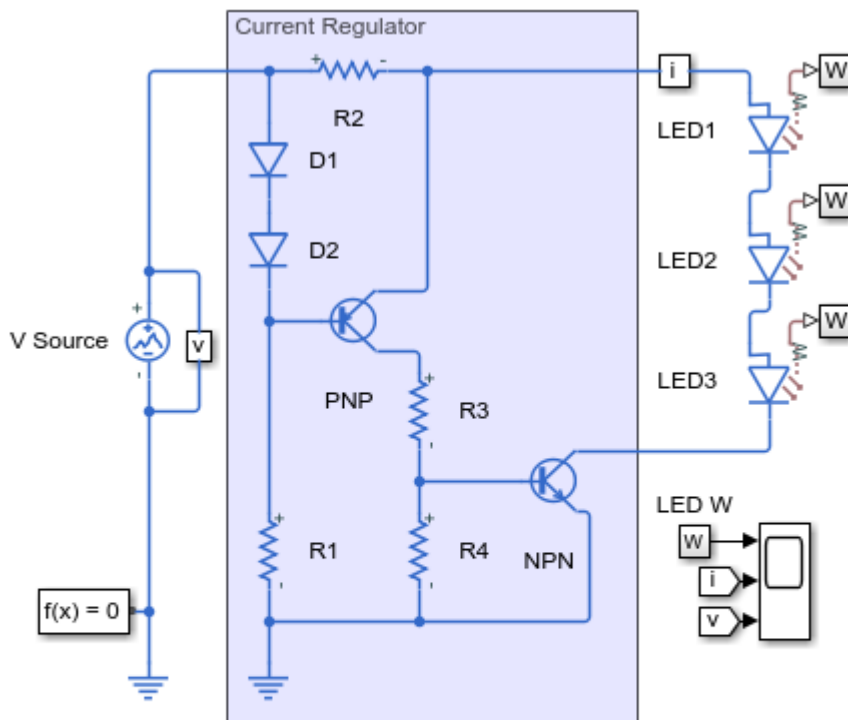 Current Regulator
+
-
i
W
R2
LED1
D1
W
D2
LED2
+
V Source
v
-
W
PNP
+
R3
-
LED3
+
R1
-
+
R4
-
NPN
LED W
W
i
v
f(x) = 0